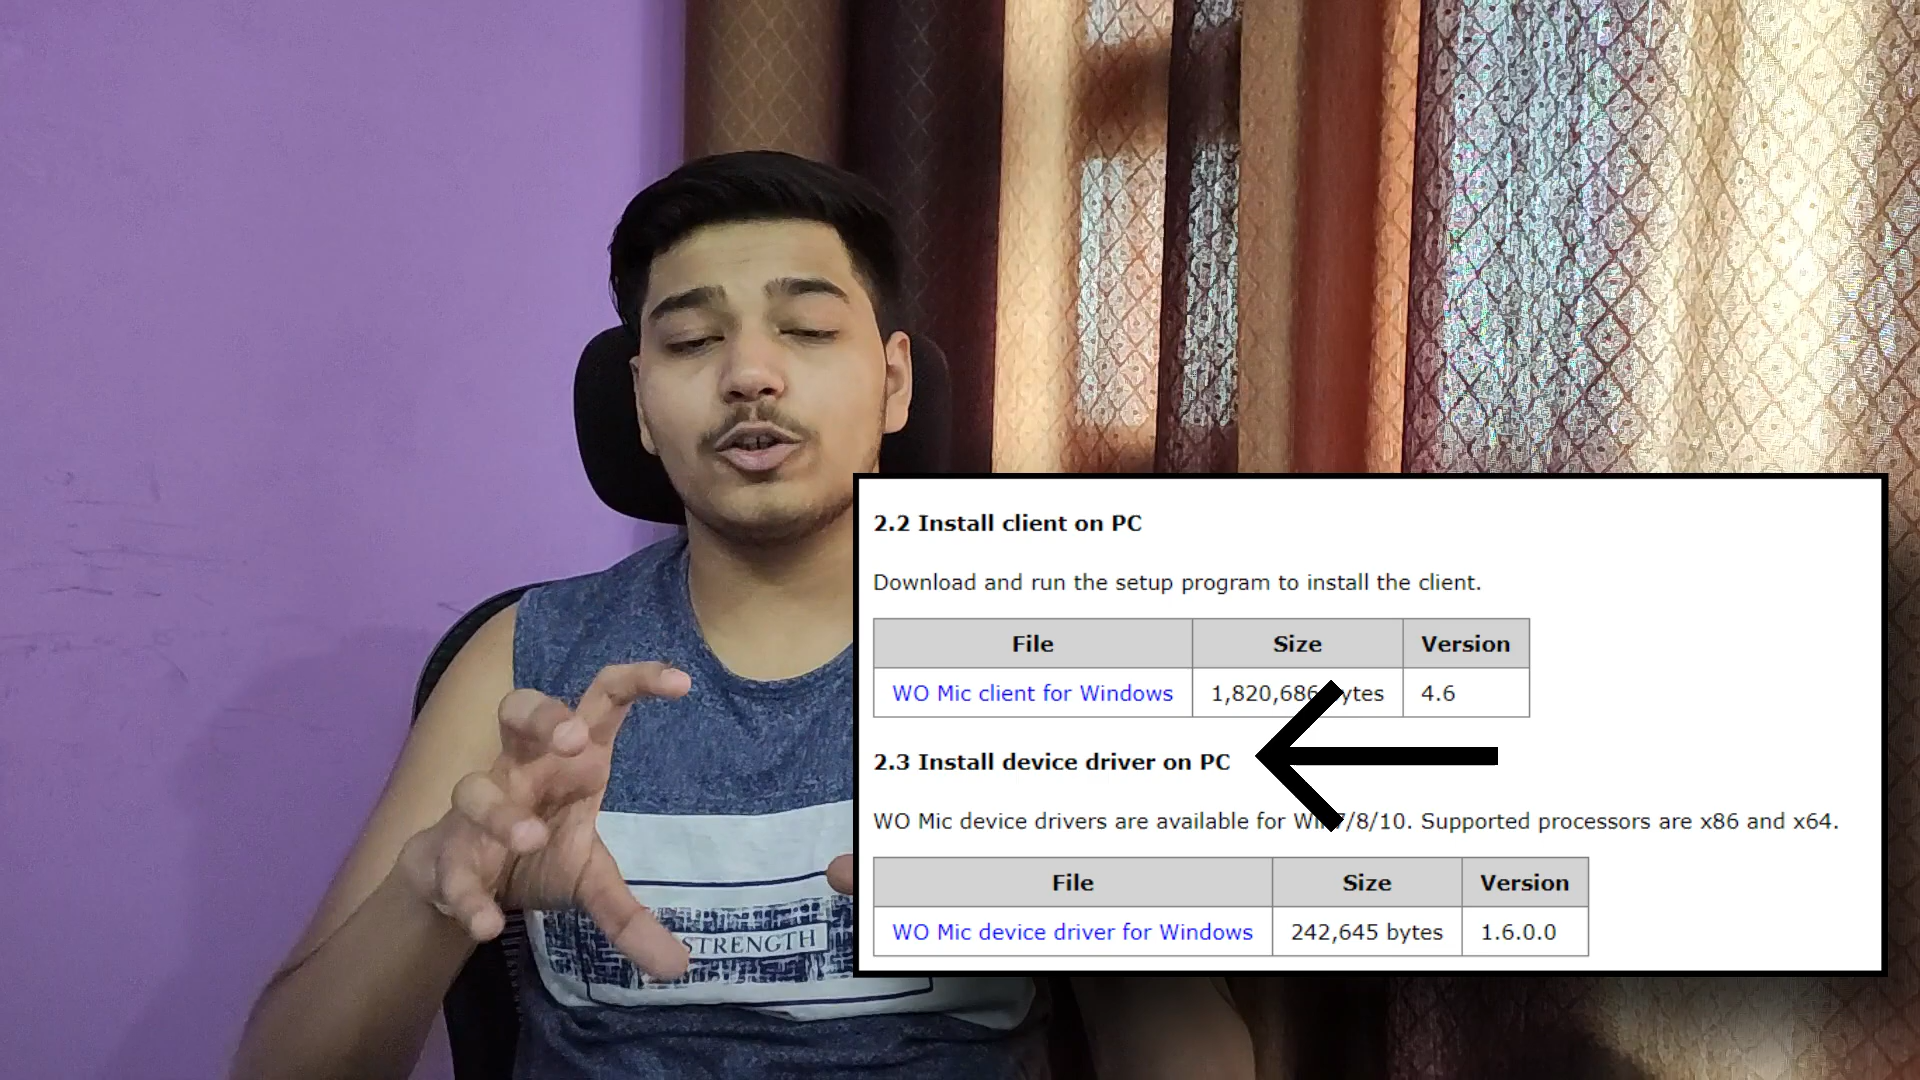 2.2 Install client on PC
Download and run the setup program to install the client.
File Size Version
WO Mic client for Windows 1,820,686 bytes 4.6
2.3 Install device driver on PC
WO Mic device drivers are available for Win7/8/10. Supported processors are x86 and x64.
File Size Version
WO Mic device driver for Windows 242,645 bytes 1.6.0.0
STRENGTH